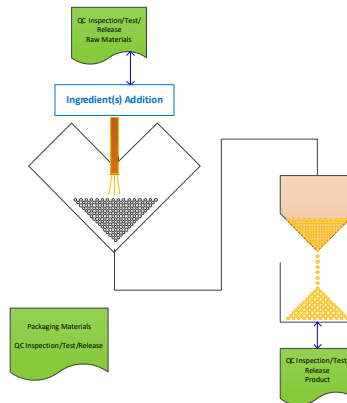 QC Inspection/Test/
Release
Raw Materials
Ingredient(s) Addition
Packaging Materials
QC Inspection/Test/Release
QC Inspection/Test/
Release
Product